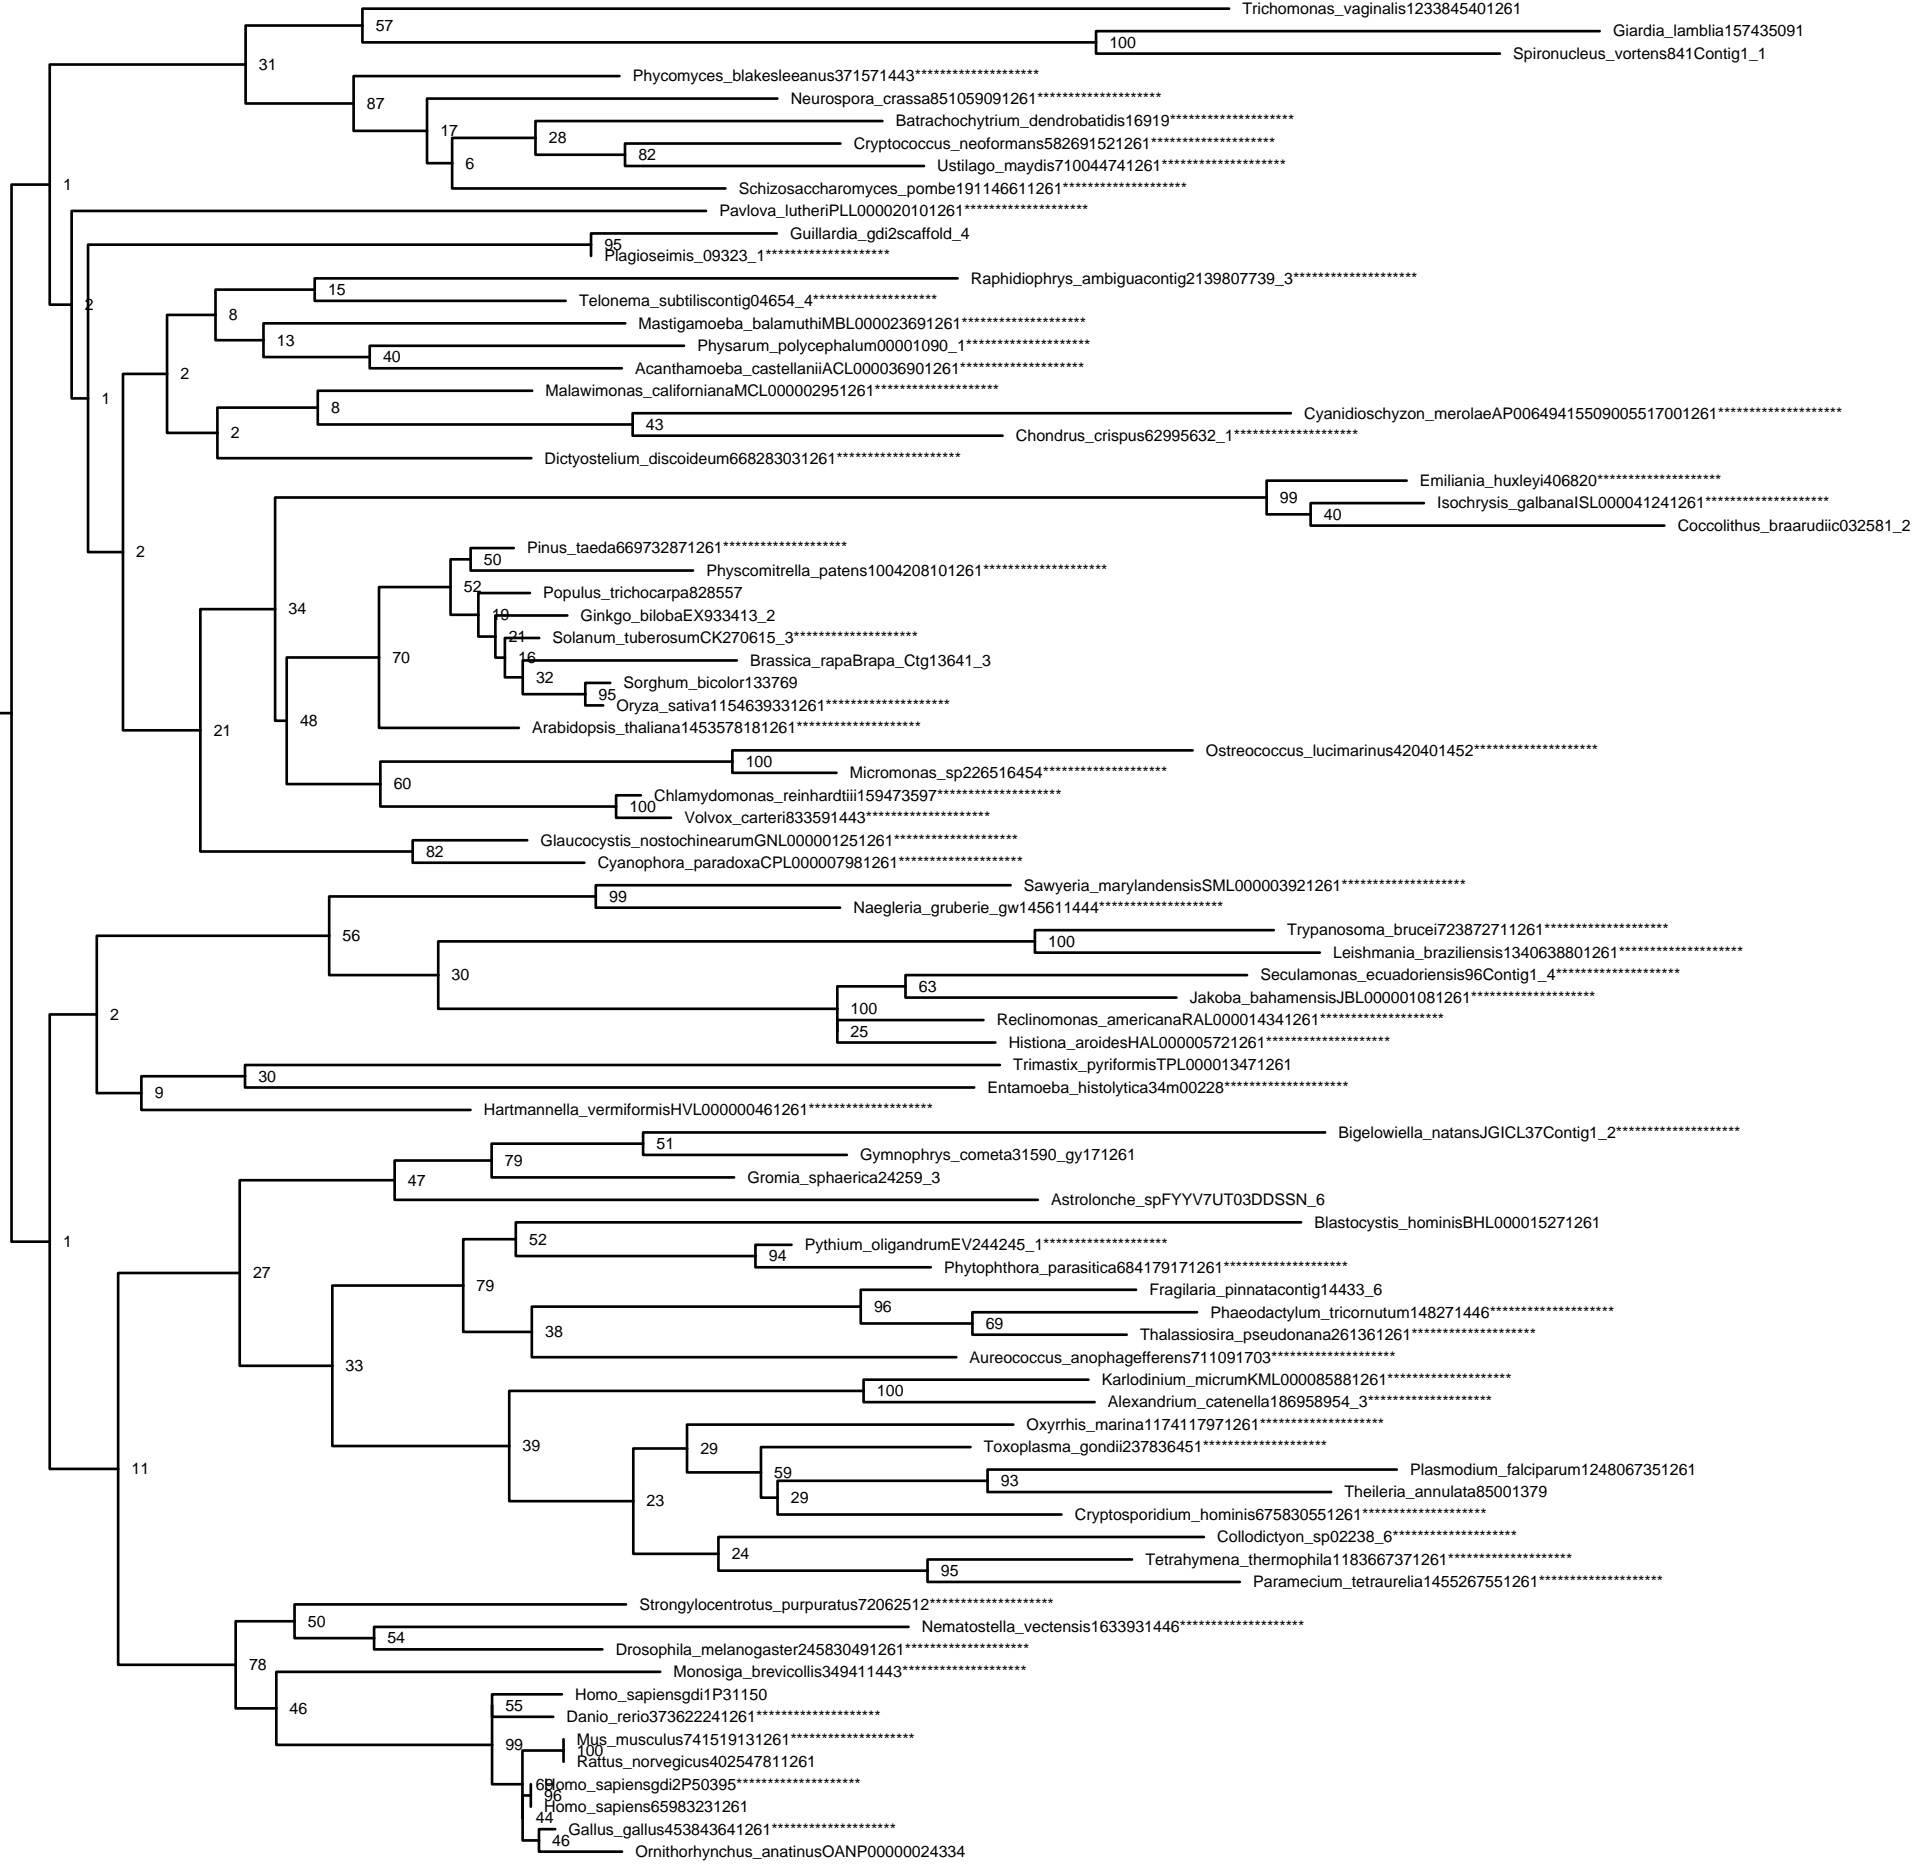 Trichomonas_vaginalis1233845401261
57
Giardia_lamblia157435091
100
Spironucleus_vortens841Contig1_1
31
Phycomyces_blakesleeanus371571443********************
87
Neurospora_crassa851059091261********************
Batrachochytrium_dendrobatidis16919********************
17
28
Cryptococcus_neoformans582691521261********************
82
6
Ustilago_maydis710044741261********************
1
Schizosaccharomyces_pombe191146611261********************
Pavlova_lutheriPLL000020101261********************
Guillardia_gdi2scaffold_4
95
Plagioseimis_09323_1********************
Raphidiophrys_ambiguacontig2139807739_3********************
15
2
Telonema_subtiliscontig04654_4********************
8
Mastigamoeba_balamuthiMBL000023691261********************
13
Physarum_polycephalum00001090_1********************
40
2
Acanthamoeba_castellaniiACL000036901261********************
1
Malawimonas_californianaMCL000002951261********************
8
Cyanidioschyzon_merolaeAP00649415509005517001261********************
43
2
Chondrus_crispus62995632_1********************
Dictyostelium_discoideum668283031261********************
Emiliania_huxleyi406820********************
99
Isochrysis_galbanaISL000041241261********************
40
Coccolithus_braarudiic032581_2
2
Pinus_taeda669732871261********************
50
Physcomitrella_patens1004208101261********************
52
Populus_trichocarpa828557
34
19
Ginkgo_bilobaEX933413_2
21
Solanum_tuberosumCK270615_3********************
70
16
Brassica_rapaBrapa_Ctg13641_3
32
Sorghum_bicolor133769
95
Oryza_sativa1154639331261********************
21
48
Arabidopsis_thaliana1453578181261********************
Ostreococcus_lucimarinus420401452********************
100
Micromonas_sp226516454********************
60
Chlamydomonas_reinhardtiii159473597********************
100
Volvox_carteri833591443********************
Glaucocystis_nostochinearumGNL000001251261********************
82
Cyanophora_paradoxaCPL000007981261********************
Sawyeria_marylandensisSML000003921261********************
99
Naegleria_gruberie_gw145611444********************
56
Trypanosoma_brucei723872711261********************
100
Leishmania_braziliensis1340638801261********************
30
Seculamonas_ecuadoriensis96Contig1_4********************
63
Jakoba_bahamensisJBL000001081261********************
100
2
Reclinomonas_americanaRAL000014341261********************
25
Histiona_aroidesHAL000005721261********************
Trimastix_pyriformisTPL000013471261
30
Entamoeba_histolytica34m00228********************
9
Hartmannella_vermiformisHVL000000461261********************
Bigelowiella_natansJGICL37Contig1_2********************
51
Gymnophrys_cometa31590_gy171261
79
Gromia_sphaerica24259_3
47
Astrolonche_spFYYV7UT03DDSSN_6
Blastocystis_hominisBHL000015271261
1
52
Pythium_oligandrumEV244245_1********************
94
Phytophthora_parasitica684179171261********************
27
79
Fragilaria_pinnatacontig14433_6
96
Phaeodactylum_tricornutum148271446********************
69
38
Thalassiosira_pseudonana261361261********************
33
Aureococcus_anophagefferens711091703********************
Karlodinium_micrumKML000085881261********************
100
Alexandrium_catenella186958954_3********************
Oxyrrhis_marina1174117971261********************
39
29
Toxoplasma_gondii237836451********************
11
59
Plasmodium_falciparum1248067351261
93
Theileria_annulata85001379
29
23
Cryptosporidium_hominis675830551261********************
Collodictyon_sp02238_6********************
24
Tetrahymena_thermophila1183667371261********************
95
Paramecium_tetraurelia1455267551261********************
Strongylocentrotus_purpuratus72062512********************
50
Nematostella_vectensis1633931446********************
54
Drosophila_melanogaster245830491261********************
78
Monosiga_brevicollis349411443********************
46
Homo_sapiensgdi1P31150
55
Danio_rerio373622241261********************
Mus_musculus741519131261********************
99
100
Rattus_norvegicus402547811261
Homo_sapiensgdi2P50395********************
96
Homo_sapiens65983231261
44
Gallus_gallus453843641261********************
46
Ornithorhynchus_anatinusOANP00000024334